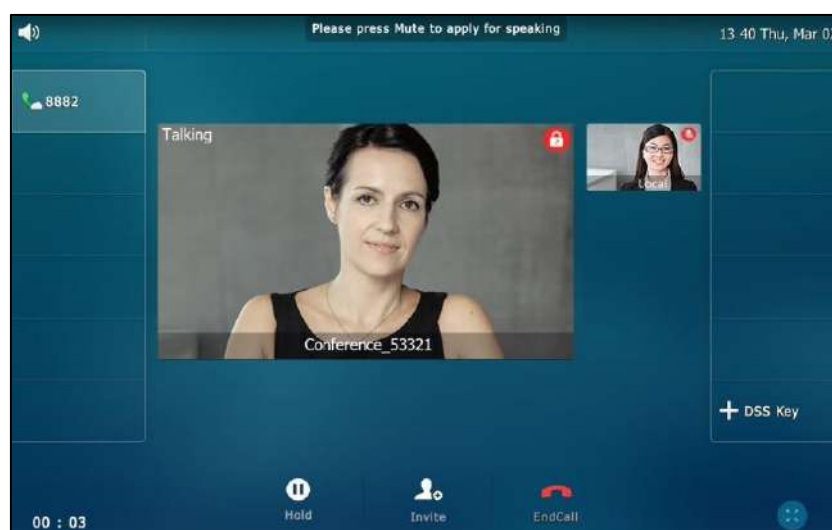 Please press Mute to apply for speaking
13 40 Thu, Mar
8882
Talking
Local
Conference_53321
DSS Key
Hold
Invite
EndCall
00 : 03